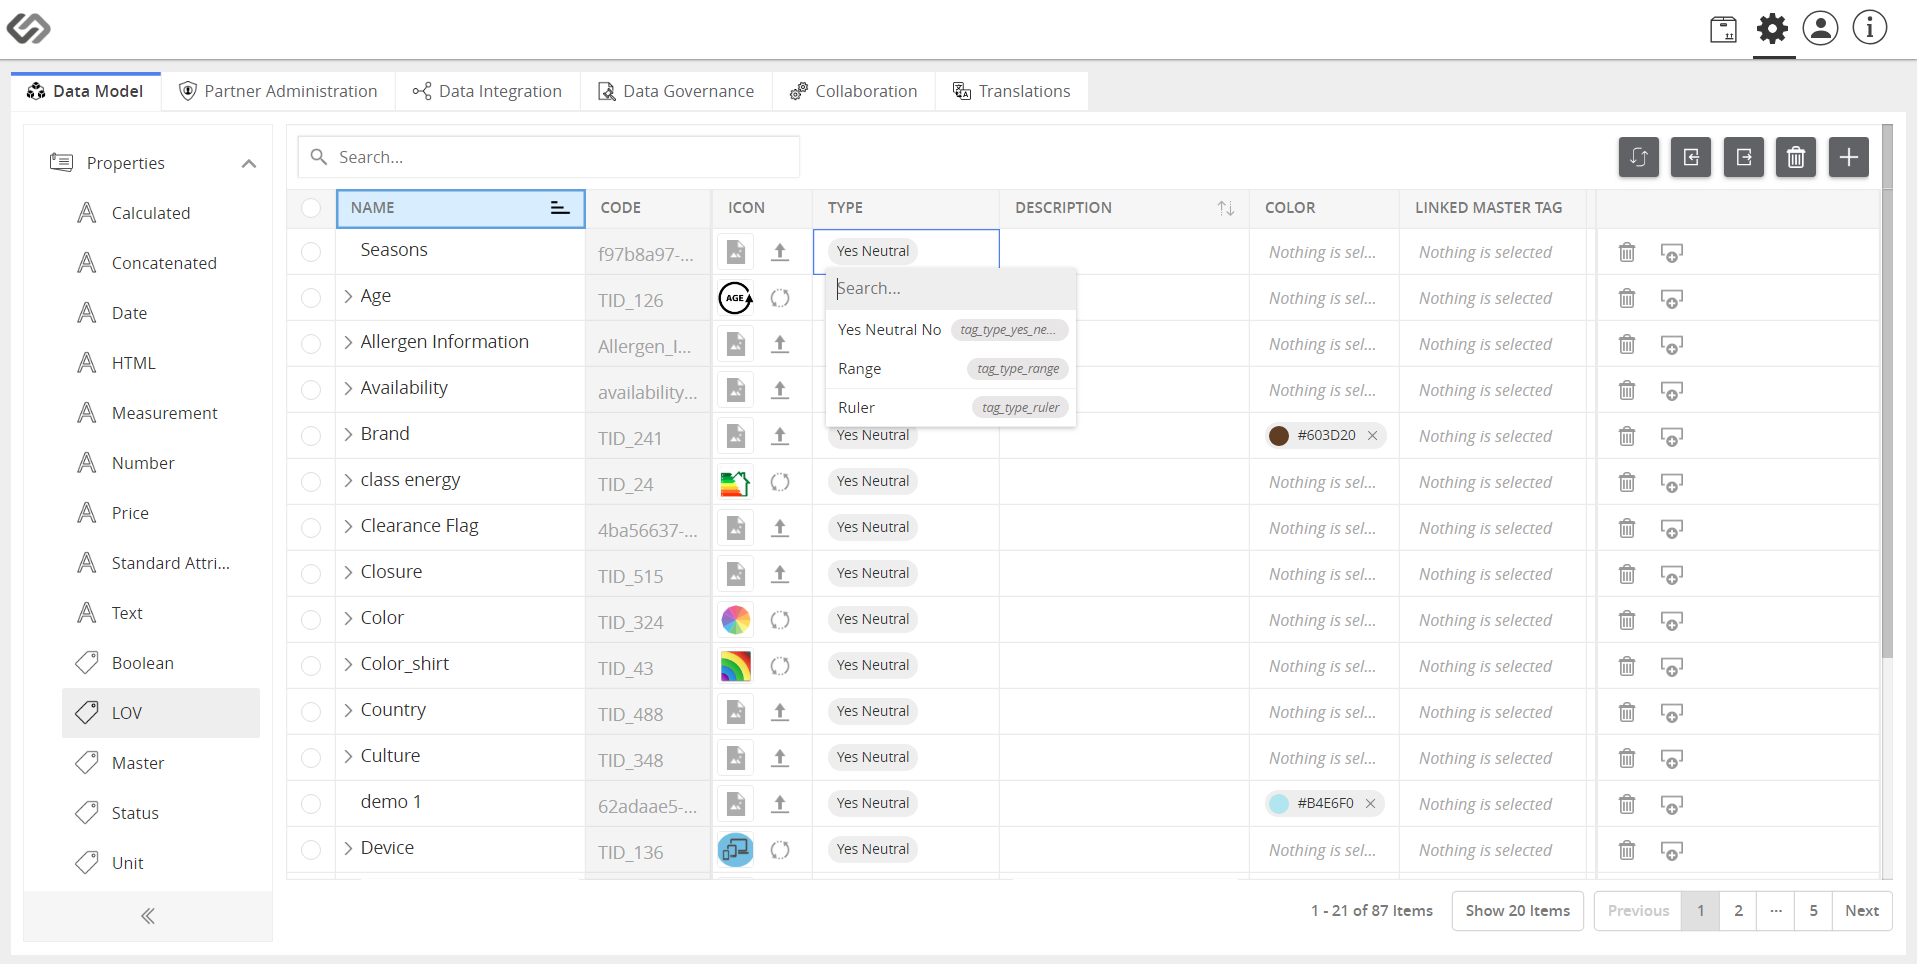 Data Model Partner Administration Data Integration Data Governance Collaboration Translations
Properties
Calculated
Concatenated
Date
HTML
Measurement
Number
Price
Standard Attri...
Text
Boolean
LOV
Master
Status
Unit
Search...
NAME CODE ICON TYPE DESCRIPTION COLOR LINKED MASTER TAG
Seasons f97b8a97-... Yes Neutral Nothing is sel... Nothing is selected
Age TID_126 AGE Nothing is sel... Nothing is selected
Allergen Information Allergen_I... Nothing is sel... Nothing is selected
Availability availability... Nothing is sel... Nothing is selected
Brand TID_241 Yes Neutral #603D20 Nothing is selected
class energy TID_24 Yes Neutral Nothing is sel... Nothing is selected
Clearance Flag 4ba56637-... Yes Neutral Nothing is sel... Nothing is selected
Closure TID_515 Yes Neutral Nothing is sel... Nothing is selected
Color TID_324 Yes Neutral Nothing is sel... Nothing is selected
Color_shirt TID_43 Yes Neutral Nothing is sel... Nothing is selected
Country TID_488 Yes Neutral Nothing is sel... Nothing is selected
Culture TID_348 Yes Neutral Nothing is sel... Nothing is selected
demo 1 62adaae5-... Yes Neutral #B4E6F0 Nothing is selected
Device TID_136 Yes Neutral Nothing is sel... Nothing is selected
Search...
Yes Neutral No tag_type_yes_ne...
Range tag_type_range
Ruler tag_type_ruler
1 - 21 of 87 Items Show 20 Items Previous 1 2 ... 5 Next